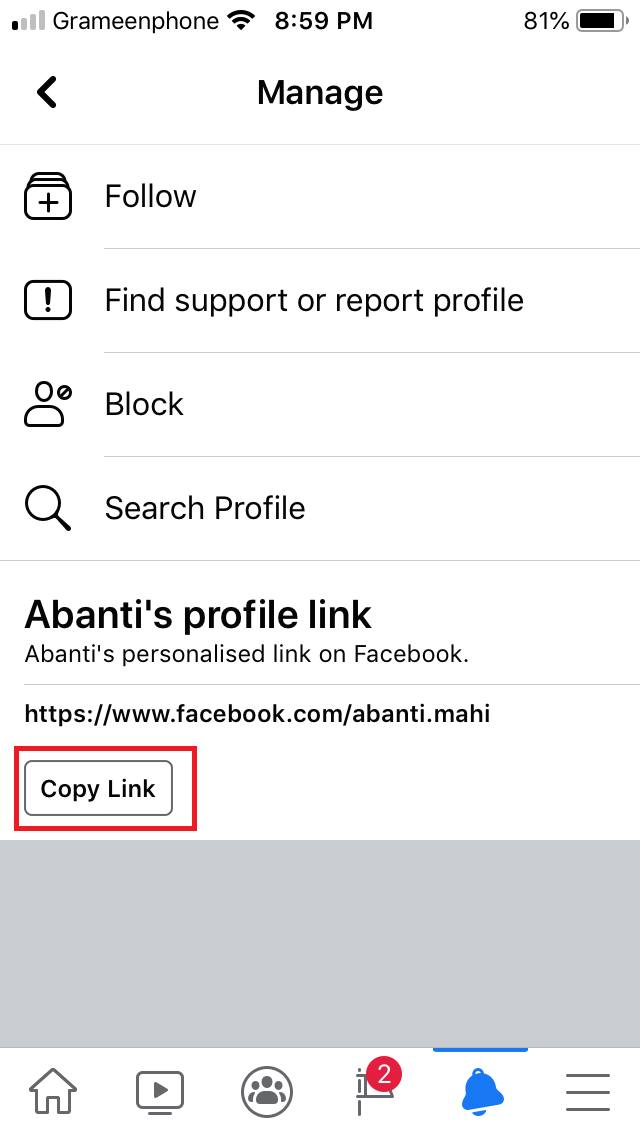 Grameenphone 8:59 PM 81%
Manage
Follow
Find support or report profile
Block
Search Profile
Abanti's profile link
Abanti's personalised link on Facebook.
https://www.facebook.com/abanti.mahi
Copy Link
2